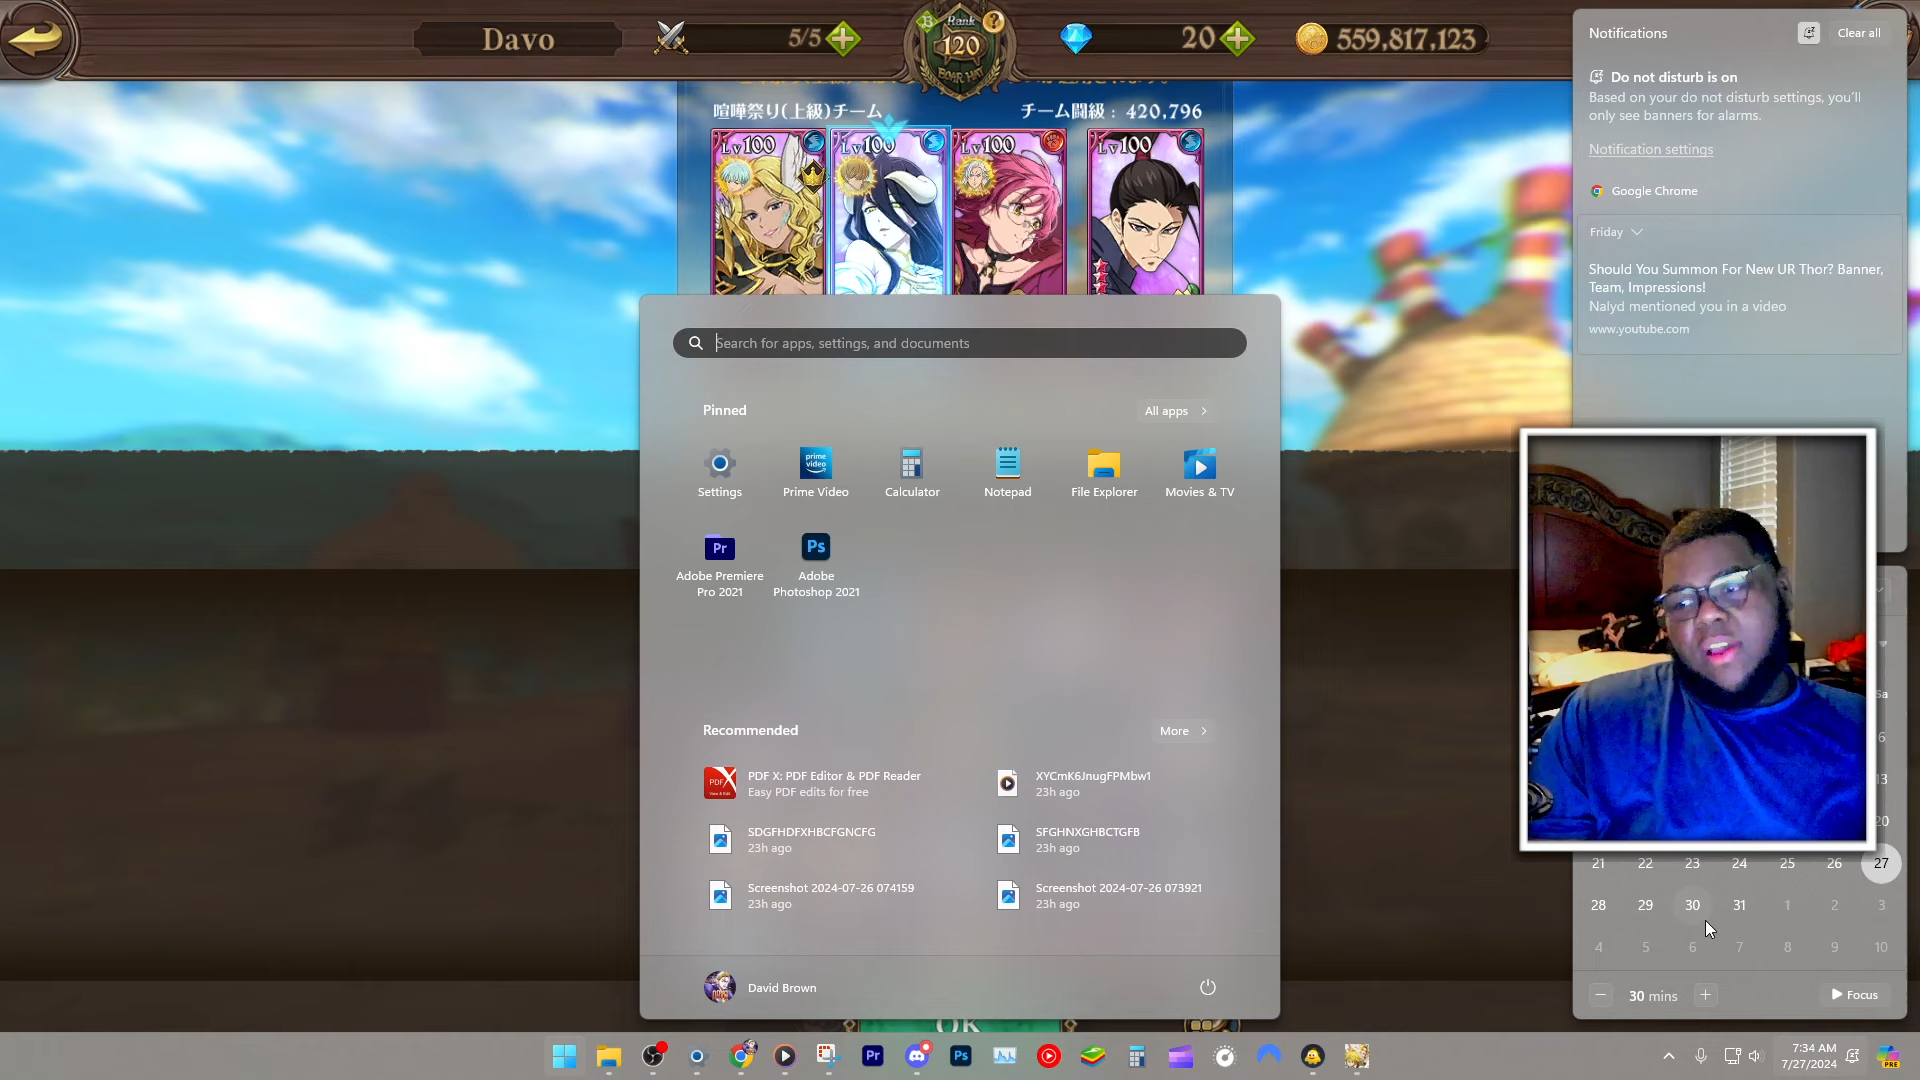 Davo
5/5
Rank
120
BOAR HAT
20
559,817,123
喧嘩祭り(上級)チーム
チーム闘級: 420,796
Lv100
Lv100
Lv100
Lv100
Search for apps, settings, and documents
Pinned
All apps
Settings
Prime Video
Calculator
Notepad
File Explorer
Movies & TV
Adobe Premiere
Pro 2021
Adobe
Photoshop 2021
Recommended
More
PDF X: PDF Editor & PDF Reader
Easy PDF edits for free
XYCmK6JnugFPMbw1
23h ago
SDGFHDFXHBCFGNCFG
23h ago
SFGHNXGHBCTGFB
23h ago
Screenshot 2024-07-26 074159
23h ago
Screenshot 2024-07-26 073921
23h ago
David Brown
OK
Notifications
Clear all
Do not disturb is on
Based on your do not disturb settings, you'll
only see banners for alarms.
Notification settings
Google Chrome
Friday
Should You Summon For New UR Thor? Banner,
Team, Impressions!
Nalyd mentioned you in a video
www.youtube.com
Sa
6
13
20
21 22 23 24 25 26 27
28 29 30 31 1 2 3
4 5 6 7 8 9 10
30 mins
Focus
7:34 AM
7/27/2024